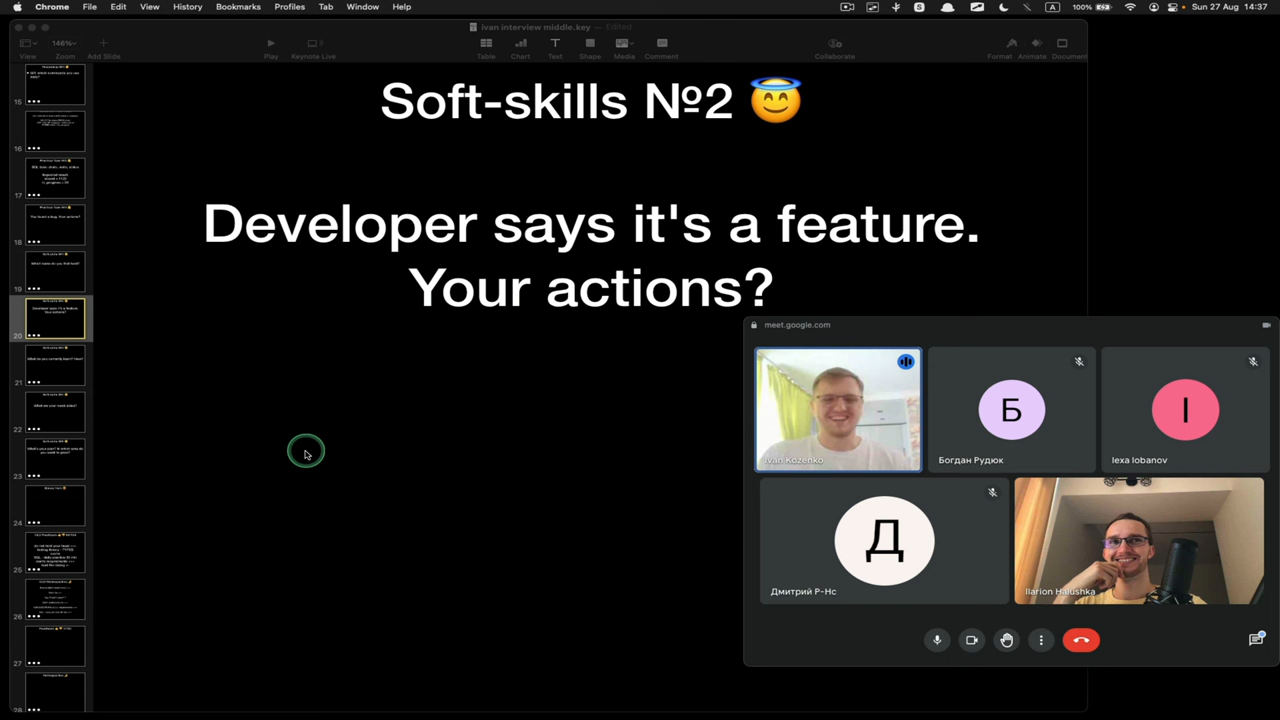 Chrome File Edit View History Bookmarks Profiles Tab Window Help
A 100% Sun 27 Aug 14:37
ivan interview middle.key — Edited
146%
View Zoom Add Slide Play Keynote Live Table Chart Text Shape Media Comment Collaborate Format Animate Document
Soft-skills №2 😇
Developer says it's a feature.
Your actions?
15
16
17
18
19
20
21
22
23
24
25
26
27
28
meet.google.com
Ivan Kozenko
Б
Богдан Рудюк
I
lexa lobanov
Д
Дмитрий Р-Нс
Ilarion Halushka